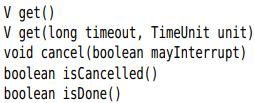 V get()
V get(long timeout, TimeUnit unit)
void cancel(boolean mayInterrupt)
boolean isCancelled()
boolean isDone()